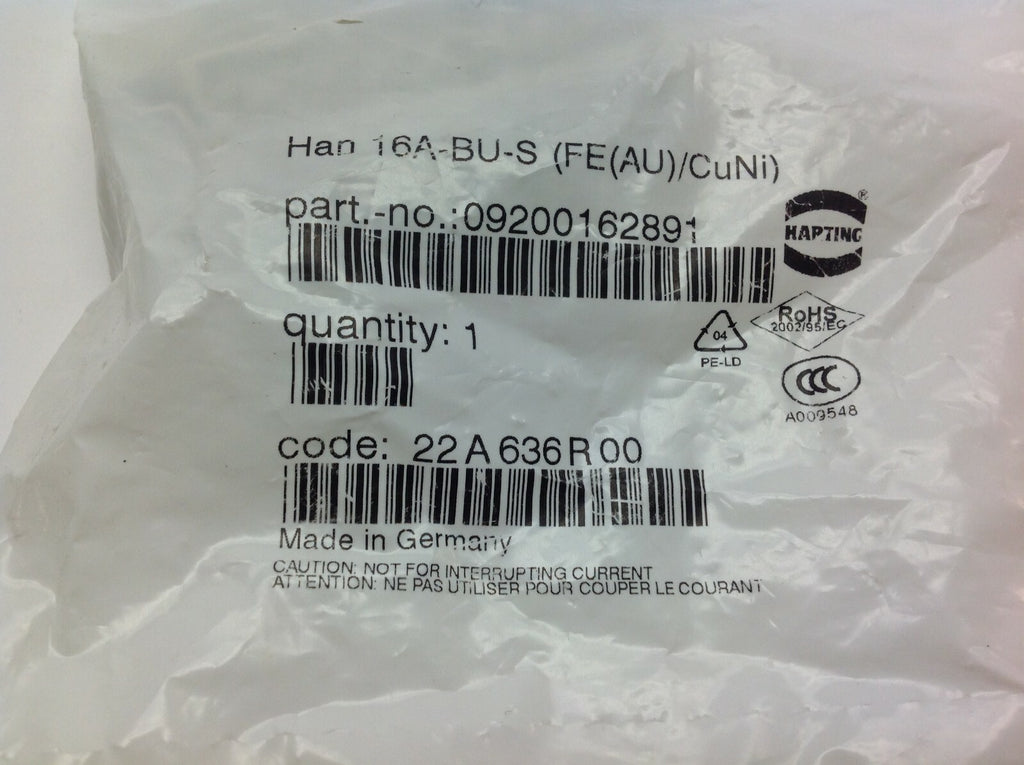 Han 16A-BU-S (FE(AU)/CuNi)
part.-no.:09200162891
HARTING
®
quantity: 1
04
PE-LD
RoHS
2002/95/EC
CCC
A009548
code: 22 A 636 R 00
Made in Germany
CAUTION: NOT FOR INTERRUPTING CURRENT
ATTENTION: NE PAS UTILISER POUR COUPER LE COURANT